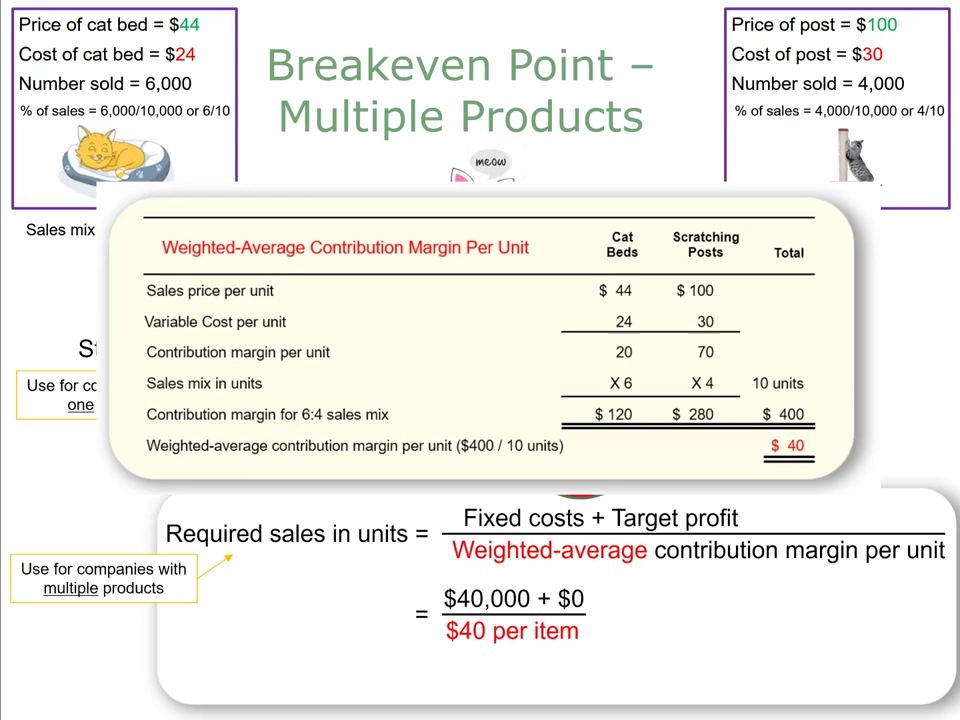 Price of cat bed = $44
Cost of cat bed = $24
Number sold = 6,000
% of sales = 6,000/10,000 or 6/10
Breakeven Point –
Multiple Products
meow
Price of post = $100
Cost of post = $30
Number sold = 4,000
% of sales = 4,000/10,000 or 4/10
Sales mix
Use for
one
Weighted-Average Contribution Margin Per Unit Cat Beds Scratching Posts Total
Sales price per unit $ 44 $ 100
Variable Cost per unit 24 30
Contribution margin per unit 20 70
Sales mix in units X 6 X 4 10 units
Contribution margin for 6:4 sales mix $ 120 $ 280 $ 400
Weighted-average contribution margin per unit ($400 / 10 units) $ 40
Required sales in units = Fixed costs + Target profit
Weighted-average contribution margin per unit
Use for companies with
multiple products
= $40,000 + $0
$40 per item